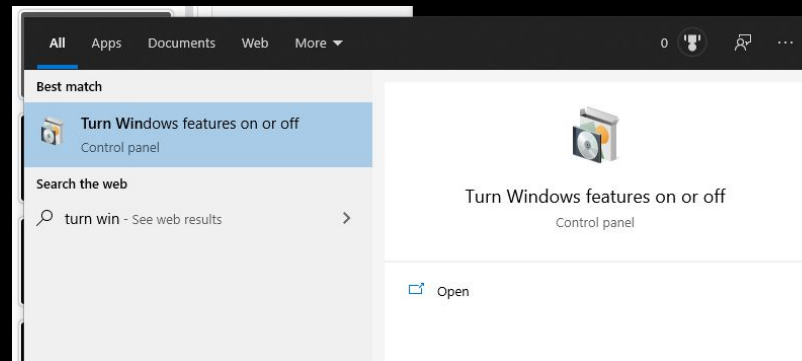 All Apps Documents Web More 0 ...
Best match
Turn Windows features on or off
Control panel
Search the web
turn win - See web results
Turn Windows features on or off
Control panel
Open